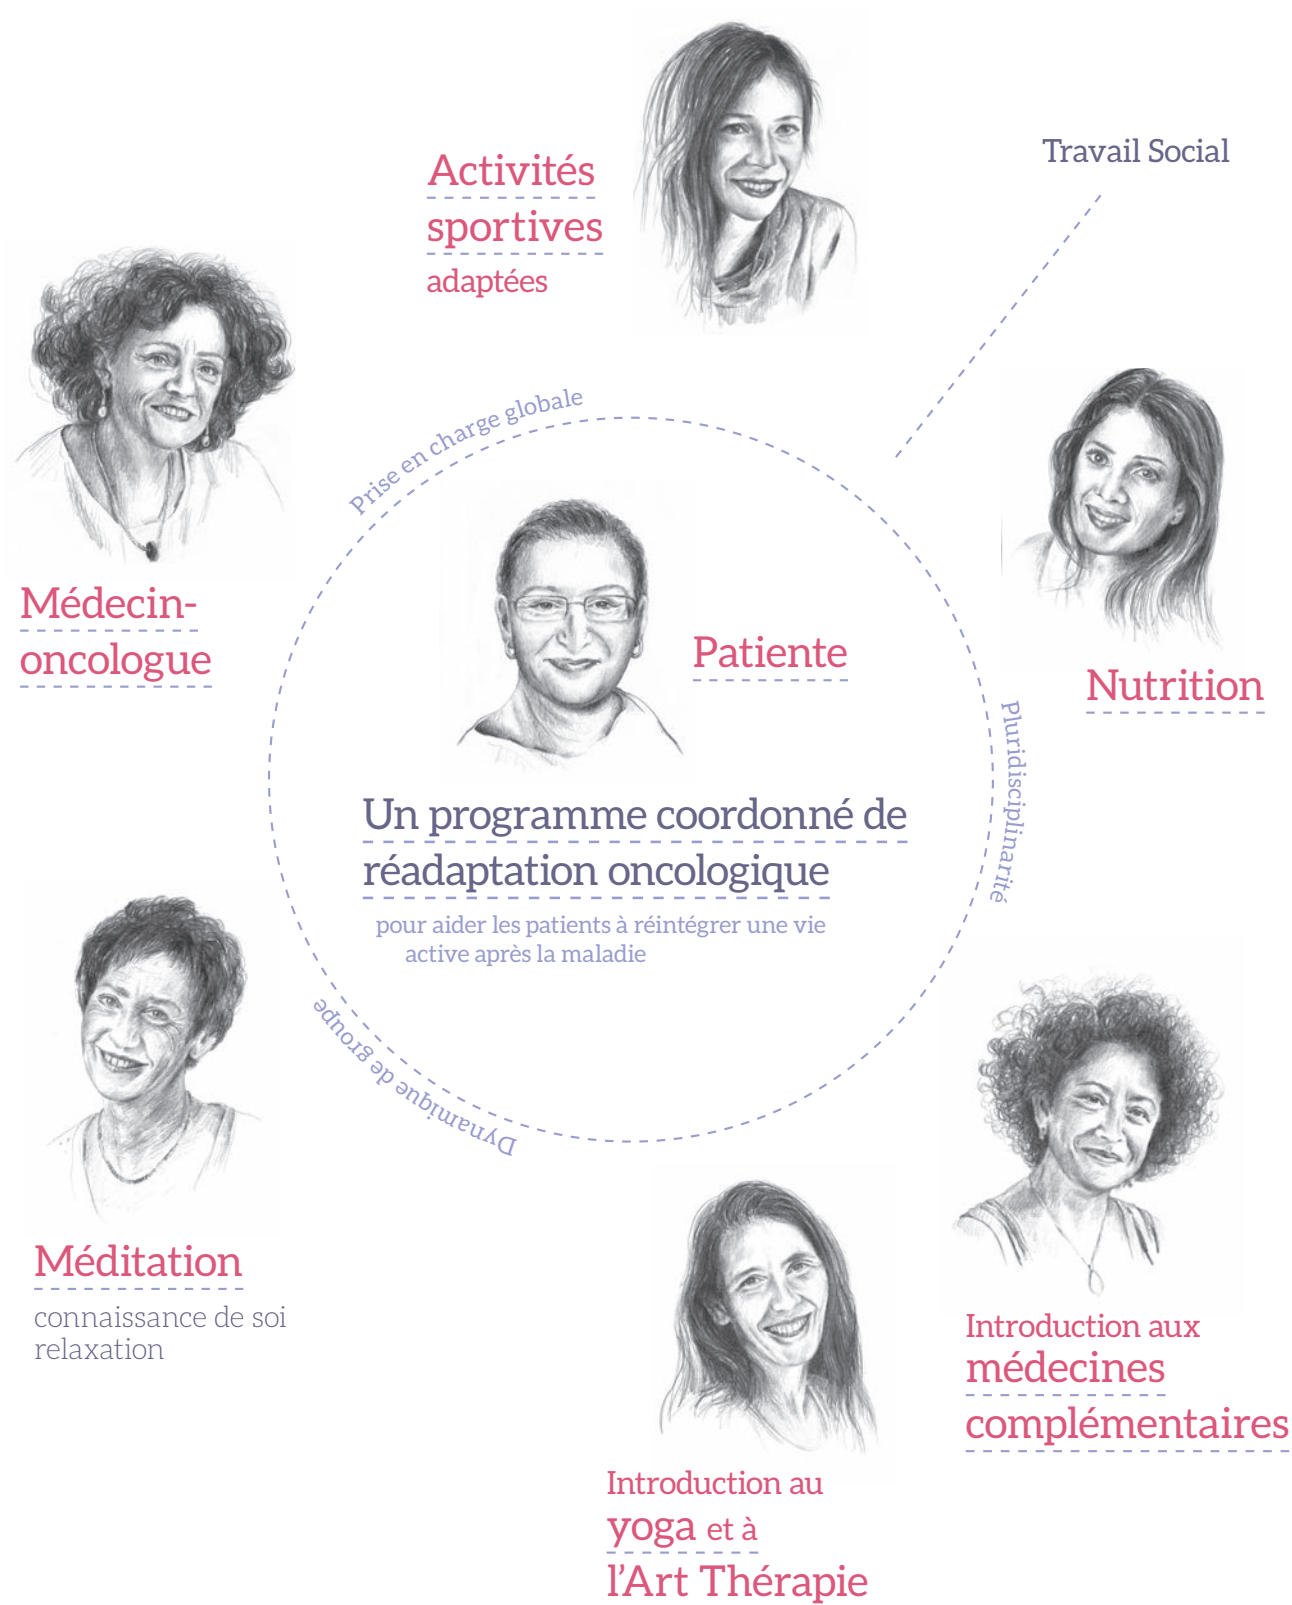 Activités
sportives
adaptées
Travail Social
Prise en charge globale
Médecin-
oncologue
Patiente
Nutrition
Pluridisciplinarité
Un programme coordonné de
réadaptation oncologique
pour aider les patients à réintégrer une vie
active après la maladie
Dynamique de groupe
Méditation
connaissance de soi
relaxation
Introduction aux
médecines
complémentaires
Introduction au
yoga et à
l’Art Thérapie